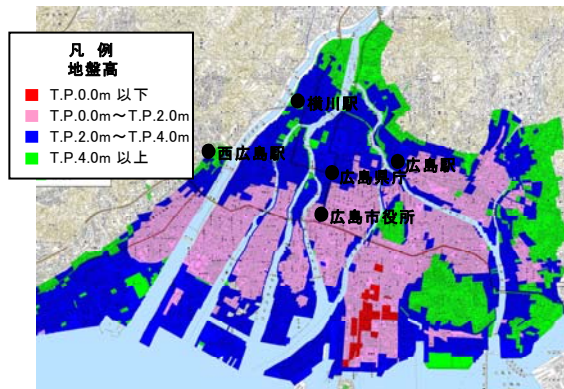 凡 例
地盤高
T.P.0.0m 以下
T.P.0.0m～T.P.2.0m
T.P.2.0m～T.P.4.0m
T.P.4.0m 以上
横川駅
西広島駅
広島駅
広島県庁
広島市役所